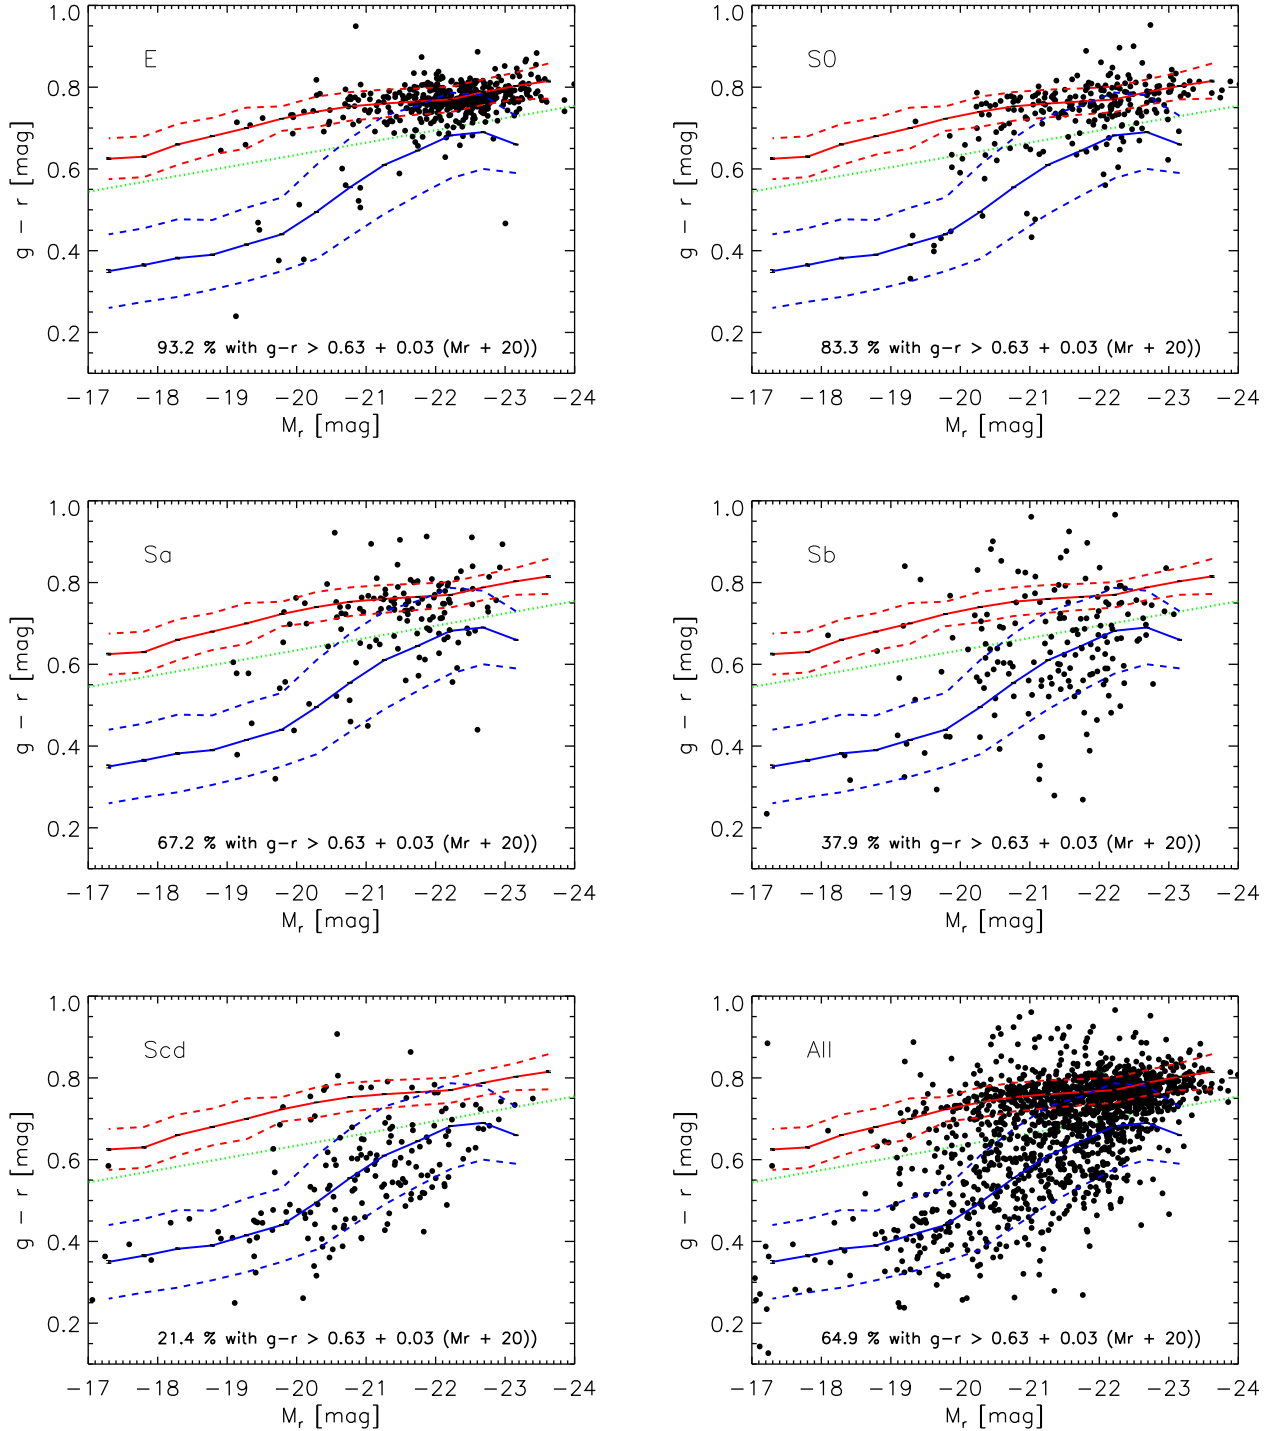 E
1.0
0.8
0.6
0.4
0.2
g - r [mag]
93.2 % with g-r > 0.63 + 0.03 (Mr + 20))
-17 -18 -19 -20 -21 -22 -23 -24
Mr [mag]
S0
1.0
0.8
0.6
0.4
0.2
g - r [mag]
83.3 % with g-r > 0.63 + 0.03 (Mr + 20))
-17 -18 -19 -20 -21 -22 -23 -24
Mr [mag]
Sa
1.0
0.8
0.6
0.4
0.2
g - r [mag]
67.2 % with g-r > 0.63 + 0.03 (Mr + 20))
-17 -18 -19 -20 -21 -22 -23 -24
Mr [mag]
Sb
1.0
0.8
0.6
0.4
0.2
g - r [mag]
37.9 % with g-r > 0.63 + 0.03 (Mr + 20))
-17 -18 -19 -20 -21 -22 -23 -24
Mr [mag]
Scd
1.0
0.8
0.6
0.4
0.2
g - r [mag]
21.4 % with g-r > 0.63 + 0.03 (Mr + 20))
-17 -18 -19 -20 -21 -22 -23 -24
Mr [mag]
All
1.0
0.8
0.6
0.4
0.2
g - r [mag]
64.9 % with g-r > 0.63 + 0.03 (Mr + 20))
-17 -18 -19 -20 -21 -22 -23 -24
Mr [mag]